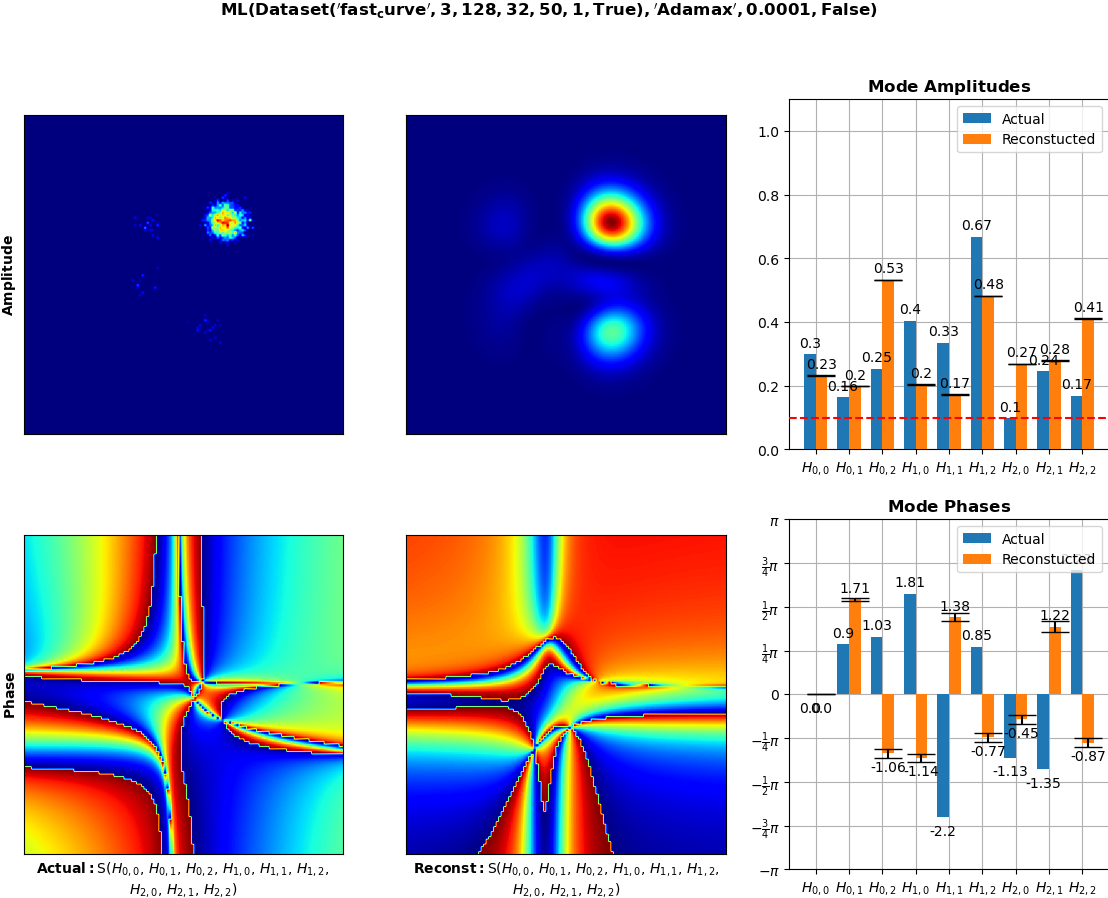 ML(Dataset(′fast_curve′, 3, 128, 32, 50, 1, True), ′Adamax′, 0.0001, False)
Amplitude
Mode Amplitudes
Actual
Reconstucted
1.0
0.8
0.6
0.4
0.2
0.0
0.3
0.23
0.16
0.2
0.25
0.53
0.4
0.2
0.33
0.17
0.67
0.48
0.1
0.27
0.24
0.28
0.17
0.41
H0,0 H0,1 H0,2 H1,0 H1,1 H1,2 H2,0 H2,1 H2,2
Phase
Mode Phases
Actual
Reconstucted
π
3/4π
1/2π
1/4π
0
−1/4π
−1/2π
−3/4π
−π
0.0
0.0
0.9
1.71
1.03
-1.06
1.81
-1.14
-2.2
1.38
0.85
-0.77
-1.13
-0.45
-1.35
1.22
-0.87
H0,0 H0,1 H0,2 H1,0 H1,1 H1,2 H2,0 H2,1 H2,2
Actual: S(H0,0, H0,1, H0,2, H1,0, H1,1, H1,2,
H2,0, H2,1, H2,2)
Reconst: S(H0,0, H0,1, H0,2, H1,0, H1,1, H1,2,
H2,0, H2,1, H2,2)